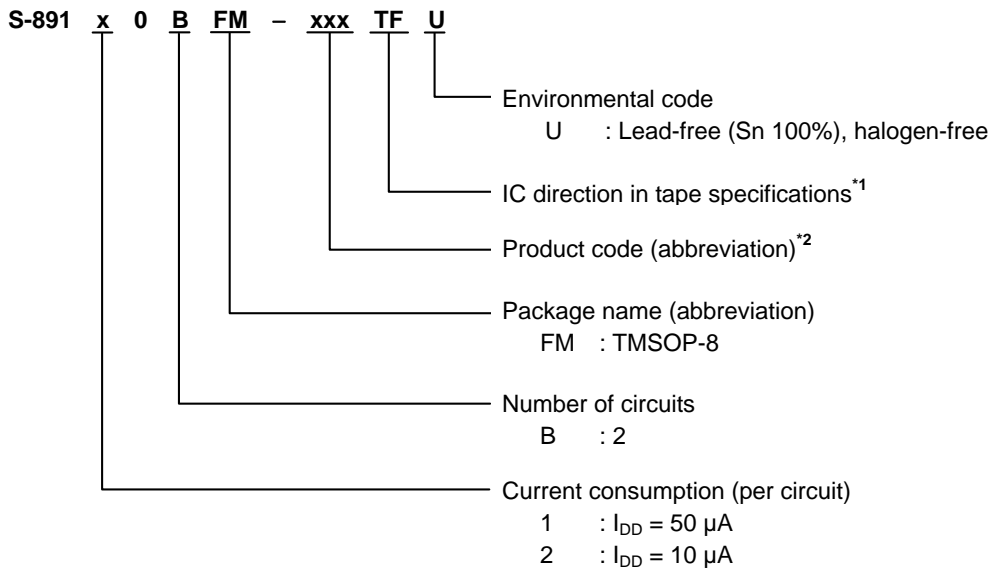 S-891 x 0 B FM – xxx TF U
Environmental code
U : Lead-free (Sn 100%), halogen-free
IC direction in tape specifications*1
Product code (abbreviation)*2
Package name (abbreviation)
FM : TMSOP-8
Number of circuits
B : 2
Current consumption (per circuit)
1 : IDD = 50 µA
2 : IDD = 10 µA